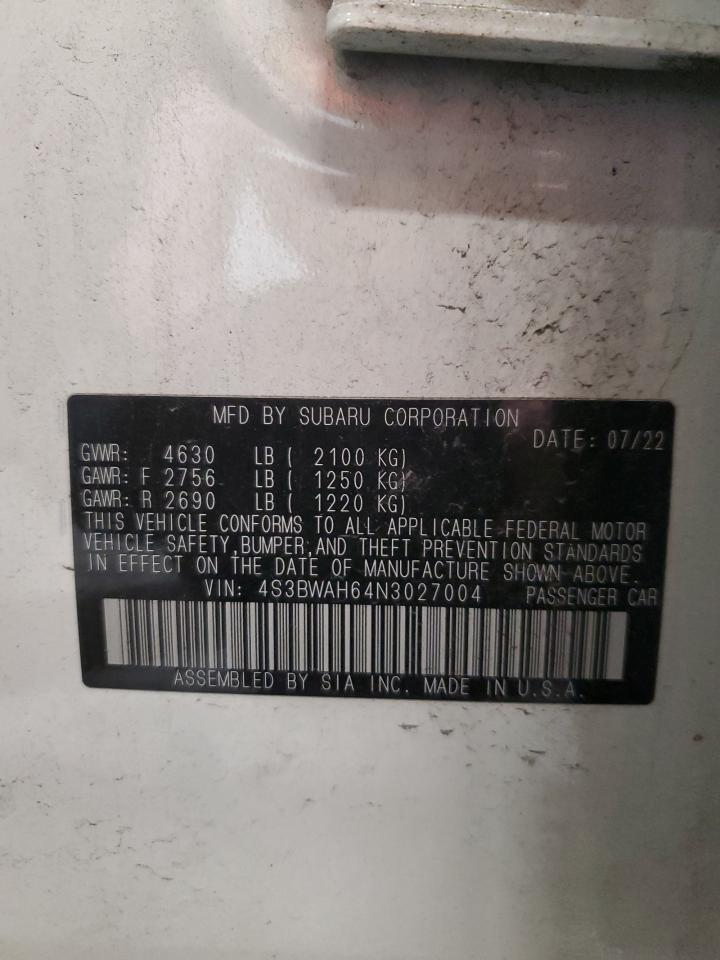 MFD BY SUBARU CORPORATION
DATE: 07/22
GVWR: 4630 LB ( 2100 KG)
GAWR: F 2756 LB ( 1250 KG)
GAWR: R 2690 LB ( 1220 KG)
THIS VEHICLE CONFORMS TO ALL APPLICABLE FEDERAL MOTOR
VEHICLE SAFETY,BUMPER,AND THEFT PREVENTION STANDARDS
IN EFFECT ON THE DATE OF MANUFACTURE SHOWN ABOVE.
VIN: 4S3BWAH64N3027004 PASSENGER CAR
ASSEMBLED BY SIA INC. MADE IN U.S.A.